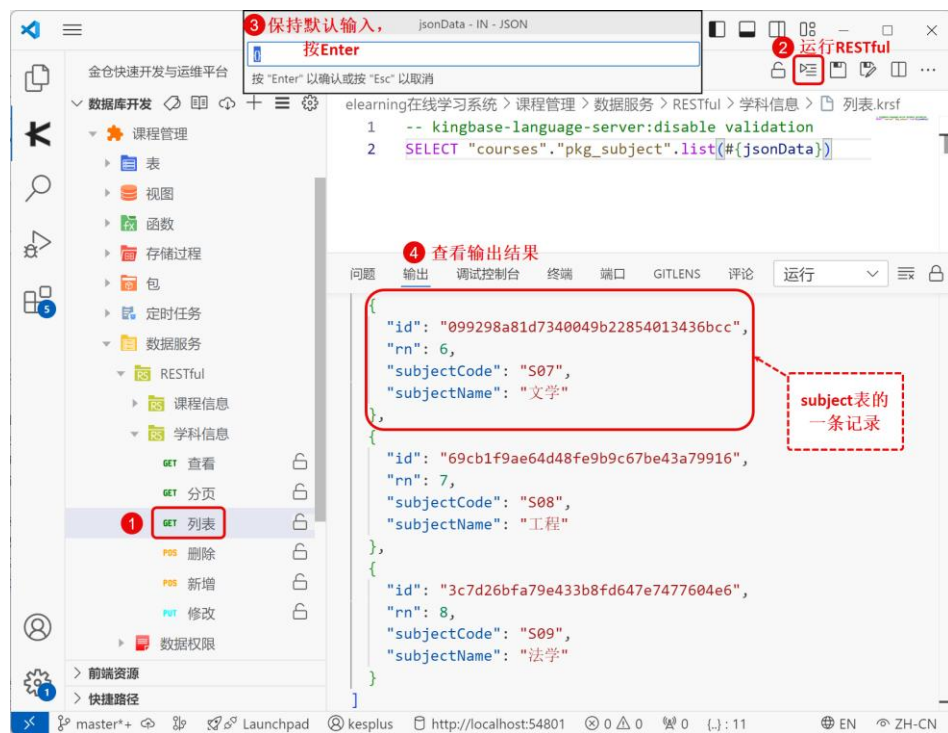 ③ 保持默认输入，
按Enter
jsonData - IN - JSON
{}
按 "Enter" 以确认或按 "Esc" 以取消
② 运行RESTful
金仓快速开发与运维平台
数据库开发
课程管理
表
视图
函数
存储过程
包
定时任务
数据服务
RESTful
课程信息
学科信息
GET 查看
GET 分页
① GET 列表
POS 删除
POS 新增
PUT 修改
数据权限
前端资源
快捷路径
5
1
elearning在线学习系统 > 课程管理 > 数据服务 > RESTful > 学科信息 > 列表.krsf
1 -- kingbase-language-server:disable validation
2 SELECT "courses"."pkg_subject".list(#{jsonData})
④ 查看输出结果
问题 输出 调试控制台 终端 端口 GITLENS 评论 运行
{
"id": "099298a81d7340049b22854013436bcc",
"rn": 6,
"subjectCode": "S07",
"subjectName": "文学"
},
{
"id": "69cb1f9ae64d48fe9b9c67be43a79916",
"rn": 7,
"subjectCode": "S08",
"subjectName": "工程"
},
{
"id": "3c7d26bfa79e433b8fd647e7477604e6",
"rn": 8,
"subjectCode": "S09",
"subjectName": "法学"
}
]
subject表的
一条记录
master*+ Launchpad kesplus http://localhost:54801 0 0 0 {..} : 11 EN ZH-CN